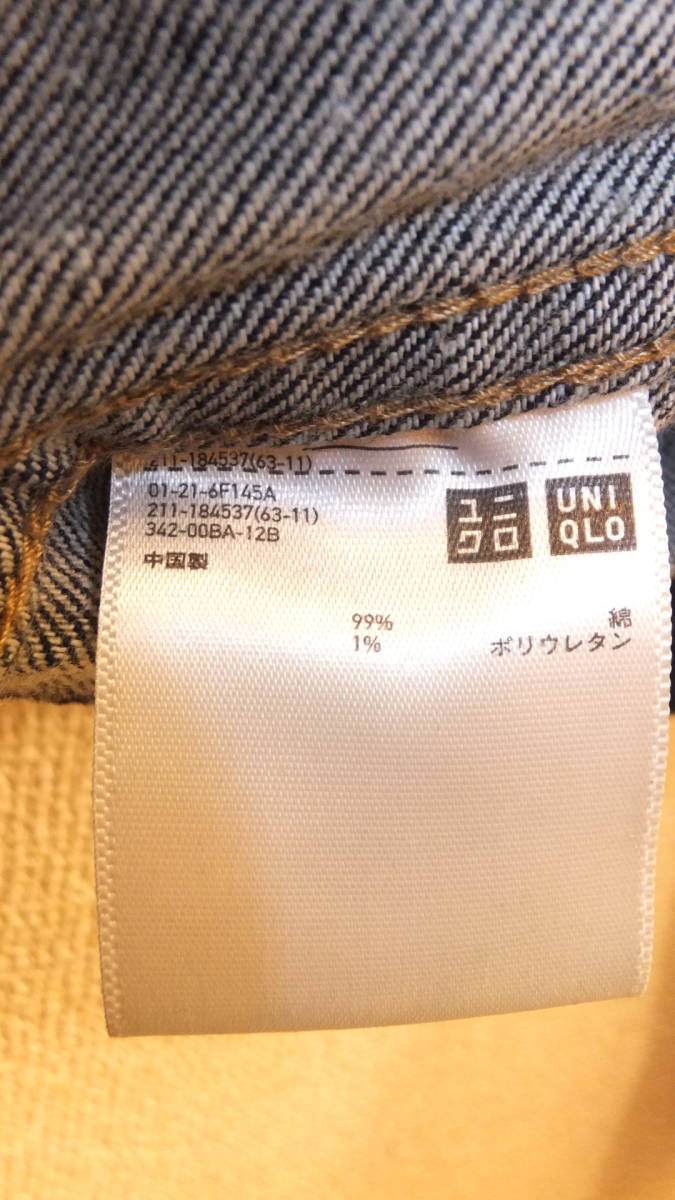 211-184537(63-11)
01-21-6F145A
211-184537(63-11)
342-00BA-12B
中国製
ユニ
クロ
UNI
QLO
99% 綿
1% ポリウレタン